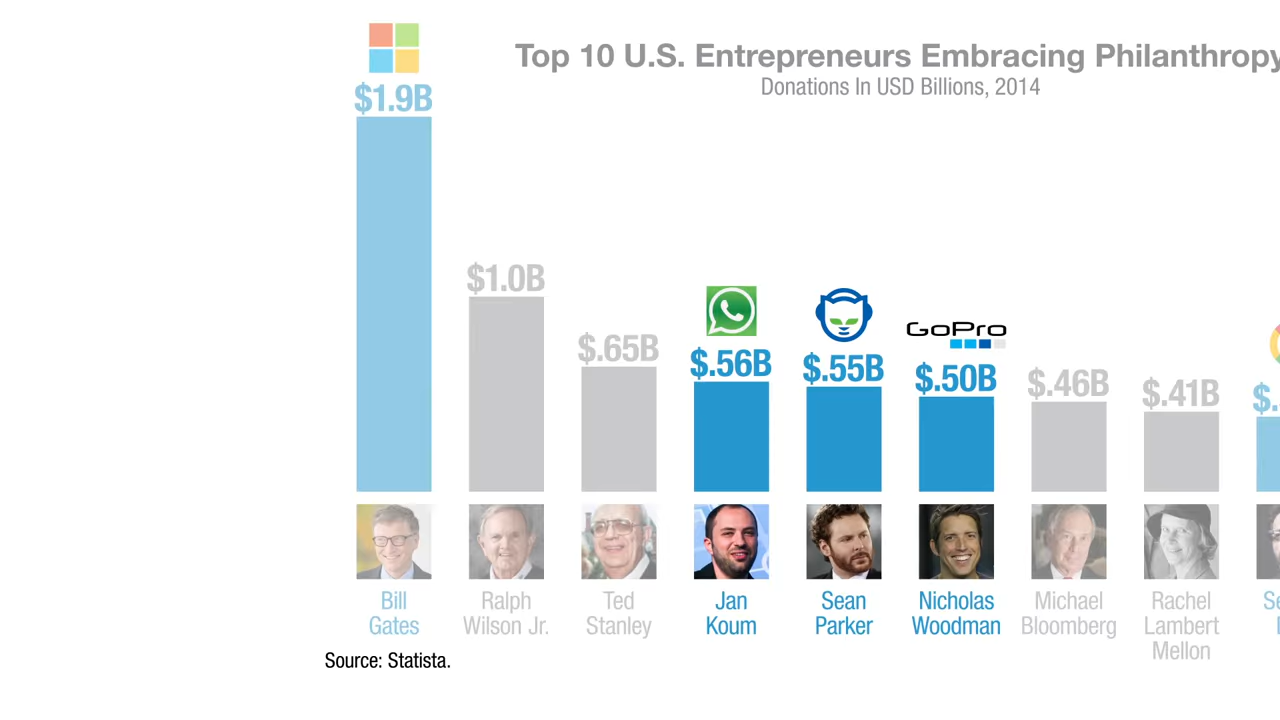 Top 10 U.S. Entrepreneurs Embracing Philanthropy
Donations In USD Billions, 2014
$1.9B
$1.0B
$.65B
$.56B
$.55B
GoPro
$.50B
$.46B
$.41B
Bill
Gates
Ralph
Wilson Jr.
Ted
Stanley
Jan
Koum
Sean
Parker
Nicholas
Woodman
Michael
Bloomberg
Rachel
Lambert
Mellon
Source: Statista.